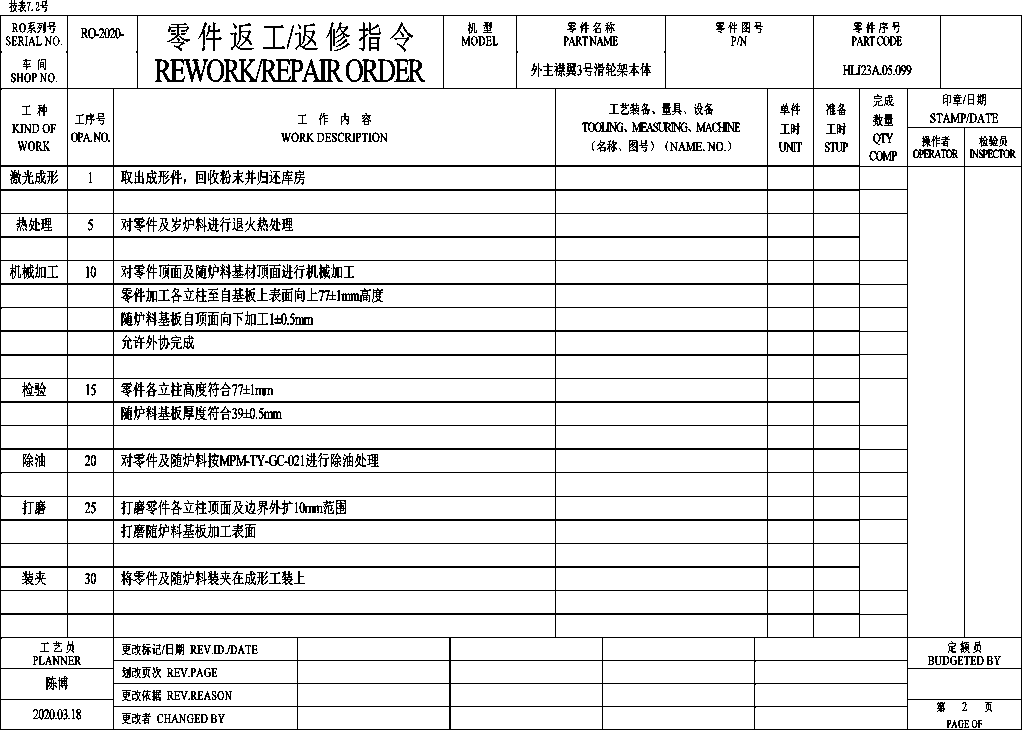 技表7.2号
RO系列号
SERIAL NO.
RO-2020-
零件返工/返修指令
REWORK/REPAIR ORDER
机 型
MODEL
零件名称
PART NAME
外主襟翼3号滑轮架本体
零件图号
P/N
零件序号
PART CODE
HLJ23A.05.099
车 间
SHOP NO.
工 种
KIND OF
WORK
工序号
OPA. NO.
工 作 内 容
WORK DESCRIPTION
工艺装备、量具、设备
TOOLING、MEASURING、MACHINE
（名称、图号）（NAME. NO.）
单件
工时
UNIT
准备
工时
STUP
完成
数量
QTY
COMP
印章/日期
STAMP/DATE
操作者
OPERATOR
检验员
INSPECTOR
激光成形 1 取出成形件，回收粉末并归还库房
热处理 5 对零件及岁炉料进行退火热处理
机械加工 10 对零件顶面及随炉料基材顶面进行机械加工
零件加工各立柱至自基板上表面向上77±1mm高度
随炉料基板自顶面向下加工1±0.5mm
允许外协完成
检验 15 零件各立柱高度符合77±1mm
随炉料基板厚度符合39±0.5mm
除油 20 对零件及随炉料按MPM-TY-GC-021进行除油处理
打磨 25 打磨零件各立柱顶面及边界外扩10mm范围
打磨随炉料基板加工表面
装夹 30 将零件及随炉料装夹在成形工装上
工 艺 员
PLANNER
陈博
2020.03.18
更改标记/日期 REV.ID./DATE
划改页次 REV.PAGE
更改依据 REV.REASON
更改者 CHANGED BY
定 额 员
BUDGETED BY
第 2 页
PAGE OF